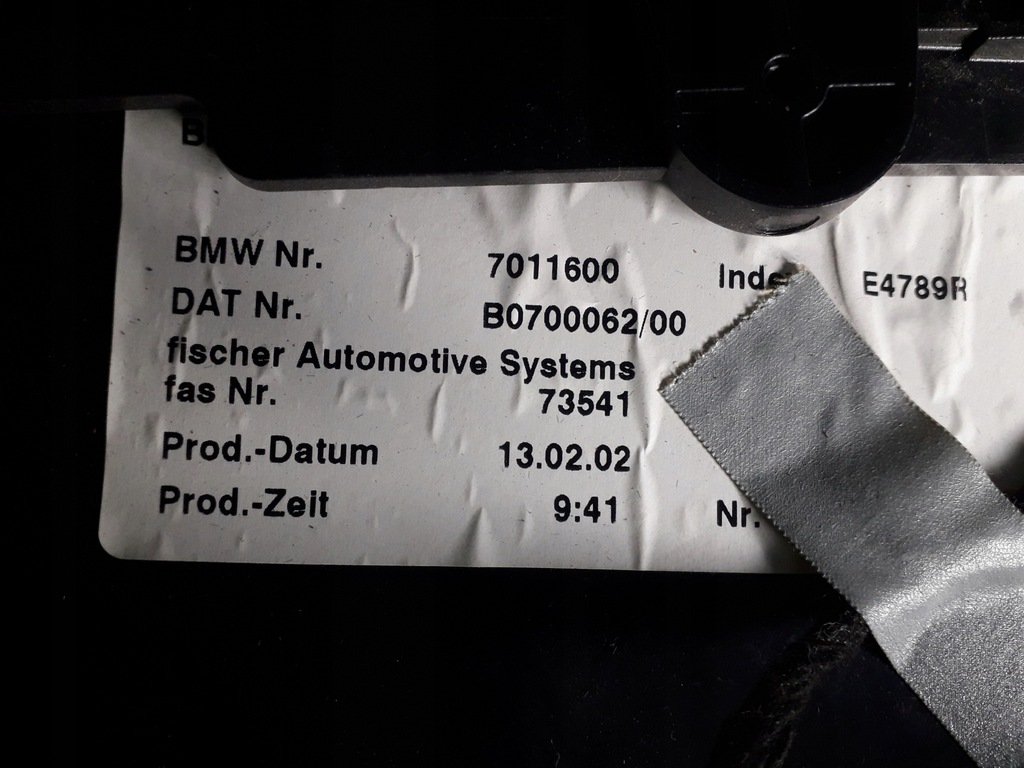 B
BMW Nr. 7011600 Inde E4789R
DAT Nr. B0700062/00
fischer Automotive Systems
fas Nr. 73541
Prod.-Datum 13.02.02
Prod.-Zeit 9:41 Nr.